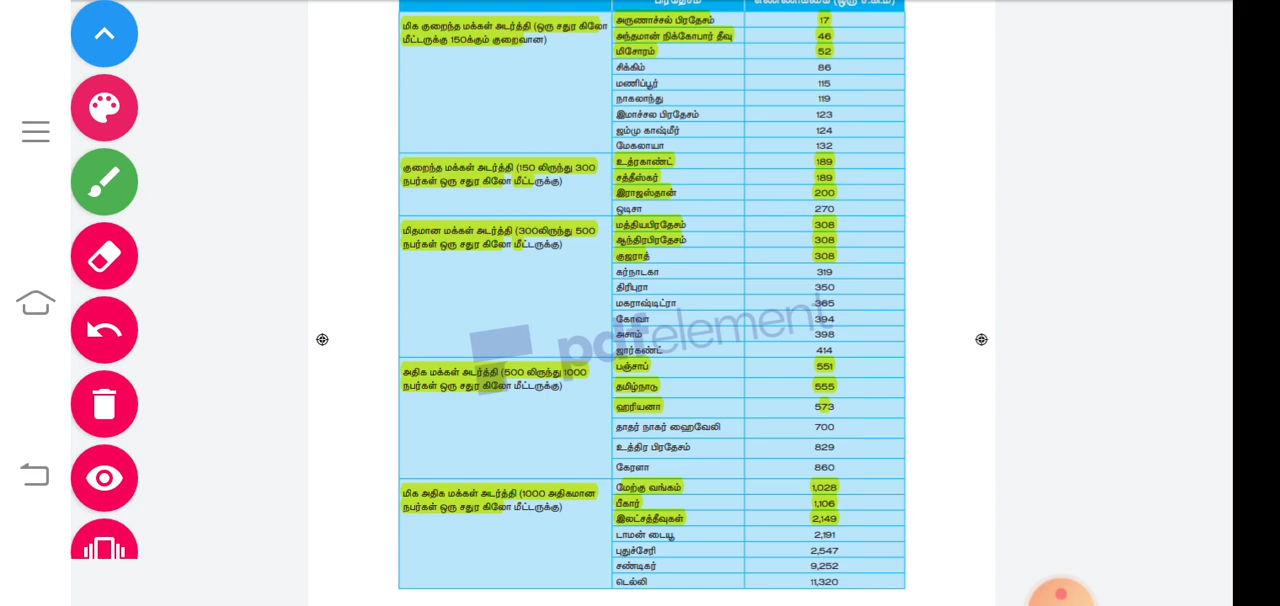 பிரதேசம் எண்ணிக்கை (ஒரு ச.கி.மீ)
மிக குறைந்த மக்கள் அடர்த்தி (ஒரு சதுர கிலோ
மீட்டருக்கு 150க்கும் குறைவான)
அருணாச்சல் பிரதேசம் 17
அந்தமான் நிக்கோபார் தீவு 46
மிசோரம் 52
சிக்கிம் 86
மணிப்பூர் 115
நாகலாந்து 119
இமாச்சல பிரதேசம் 123
ஜம்மு காஷ்மீர் 124
மேகலாயா 132
குறைந்த மக்கள் அடர்த்தி (150 லிருந்து 300
நபர்கள் ஒரு சதுர கிலோ மீட்டருக்கு)
உத்ரகாண்ட் 189
சத்தீஸ்கர் 189
இராஜஸ்தான் 200
ஒடிசா 270
மிதமான மக்கள் அடர்த்தி (300லிருந்து 500
நபர்கள் ஒரு சதுர கிலோ மீட்டருக்கு)
மத்தியபிரதேசம் 308
ஆந்திரபிரதேசம் 308
குஜராத் 308
கர்நாடகா 319
திரிபுரா 350
மகராஷ்டிட்ரா 365
கோவா 394
அசாம் 398
ஜார்கண்ட் 414
அதிக மக்கள் அடர்த்தி (500 லிருந்து 1000
நபர்கள் ஒரு சதுர கிலோ மீட்டருக்கு)
பஞ்சாப் 551
தமிழ்நாடு 555
ஹரியனா 573
தாதர் நாகர் ஹைவேலி 700
உத்திர பிரதேசம் 829
கேரளா 860
மிக அதிக மக்கள் அடர்த்தி (1000 அதிகமான
நபர்கள் ஒரு சதுர கிலோ மீட்டருக்கு)
மேற்கு வங்கம் 1,028
பீகார் 1,106
இலட்சத்தீவுகள் 2,149
டாமன் டையூ 2,191
புதுச்சேரி 2,547
சண்டிகர் 9,252
டெல்லி 11,320
pdfelement